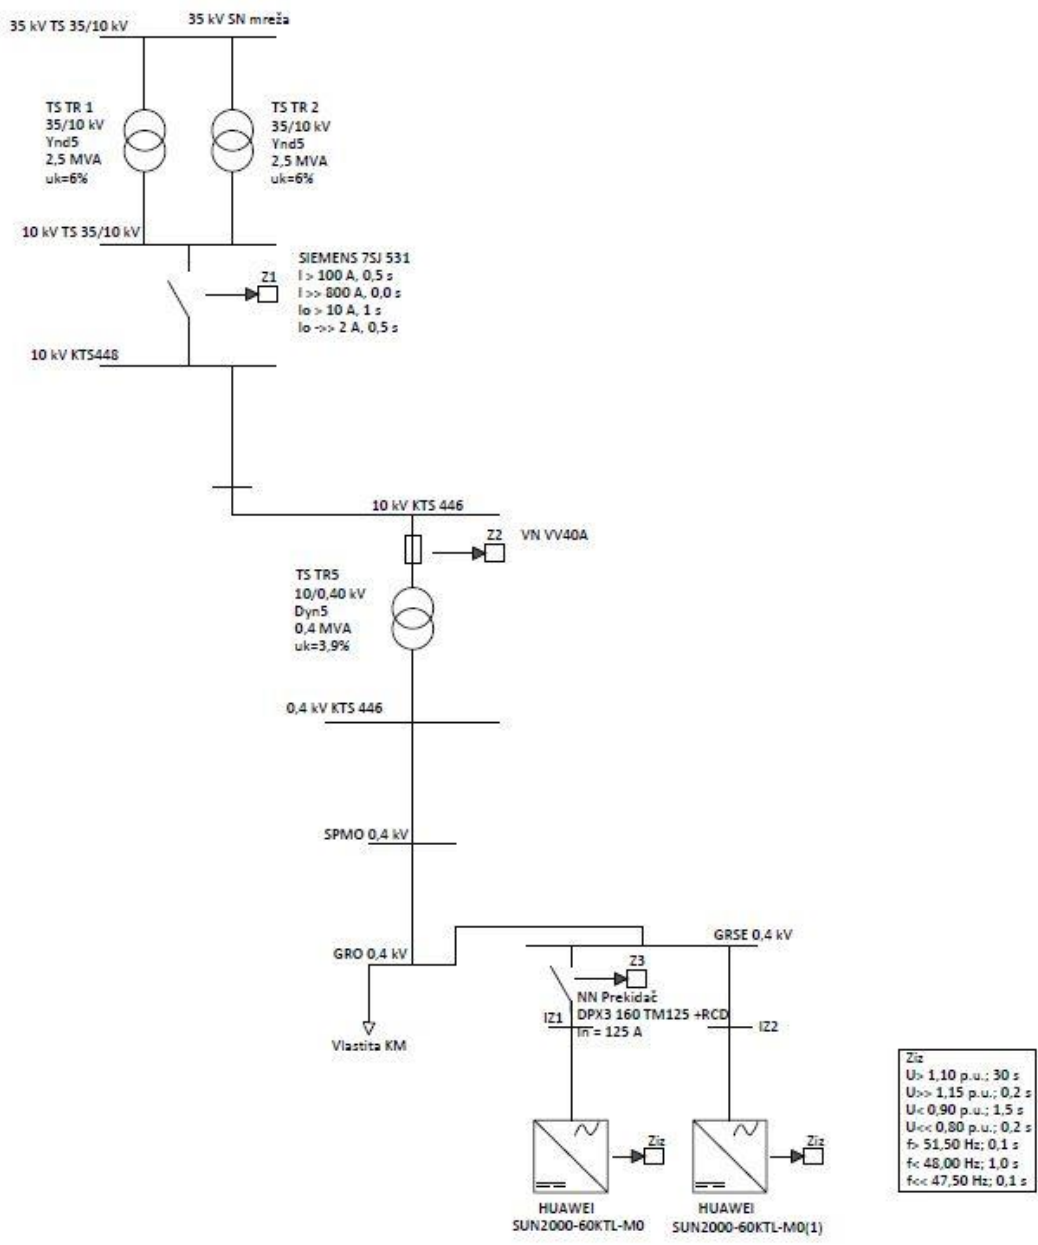 35 kV TS 35/10 kV
35 kV SN mreža
TS TR 1
35/10 kV
Ynd5
2,5 MVA
uk=6%
TS TR 2
35/10 kV
Ynd5
2,5 MVA
uk=6%
10 kV TS 35/10 kV
Z1
SIEMENS 7SJ 531
I > 100 A, 0,5 s
I >> 800 A, 0,0 s
Io > 10 A, 1 s
Io ->> 2 A, 0,5 s
10 kV KTS448
10 kV KTS 446
Z2
VN VV40A
TS TR5
10/0,40 kV
Dyn5
0,4 MVA
uk=3,9%
0,4 kV KTS 446
SPMO 0,4 kV
GRO 0,4 kV
Vlastita KM
GRSE 0,4 kV
Z3
NN Prekidač
DPX3 160 TM125 +RCD
In = 125 A
IZ1
IZ2
Ziz
Ziz
HUAWEI
SUN2000-60KTL-M0
HUAWEI
SUN2000-60KTL-M0(1)
Ziz
U> 1,10 p.u.; 30 s
U>> 1,15 p.u.; 0,2 s
U< 0,90 p.u.; 1,5 s
U<< 0,80 p.u.; 0,2 s
f> 51,50 Hz; 0,1 s
f< 48,00 Hz; 1,0 s
f<< 47,50 Hz; 0,1 s